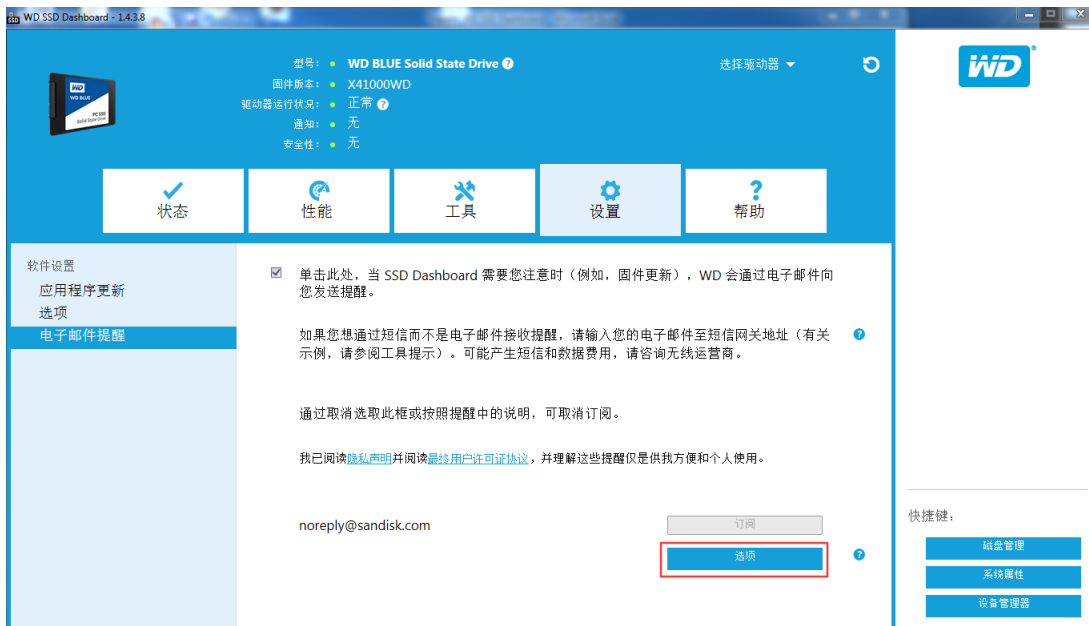 WD SSD Dashboard - 1.4.3.8
型号： WD BLUE Solid State Drive ?
选择驱动器
WD
固件版本： X41000WD
驱动器运行状况： 正常 ?
通知： 无
安全性： 无
WD
WD BLUE
PC SSD
Solid State Drive
状态
性能
工具
设置
?
帮助
软件设置
应用程序更新
选项
电子邮件提醒
单击此处，当 SSD Dashboard 需要您注意时（例如，固件更新），WD 会通过电子邮件向
您发送提醒。
如果您想通过短信而不是电子邮件接收提醒，请输入您的电子邮件至短信网关地址（有关 ?
示例，请参阅工具提示）。可能产生短信和数据费用，请咨询无线运营商。
通过取消选取此框或按照提醒中的说明，可取消订阅。
我已阅读隐私声明并阅读最终用户许可证协议，并理解这些提醒仅是供我方便和个人使用。
noreply@sandisk.com
订阅
选项 ?
快捷键：
磁盘管理
系统属性
设备管理器